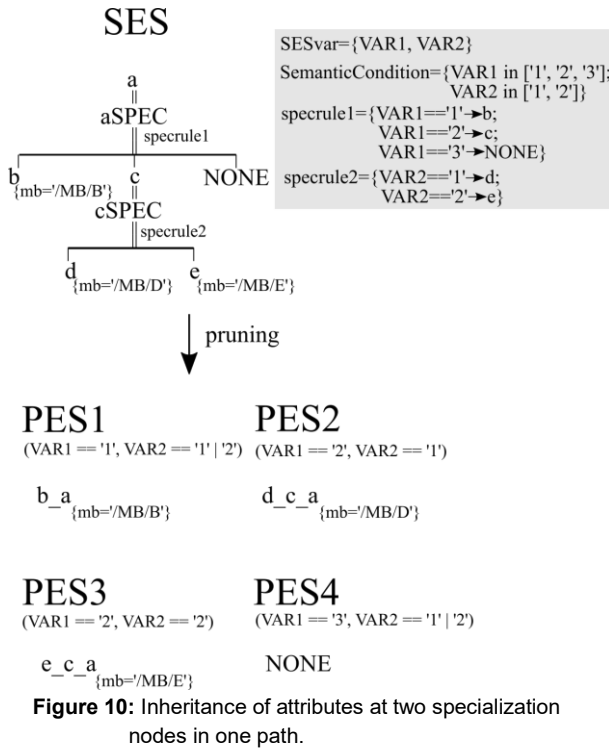 SES
SESvar={VAR1, VAR2}
SemanticCondition={VAR1 in ['1', '2', '3'];
VAR2 in ['1', '2']}
specrule1={VAR1=='1'➔b;
VAR1=='2'➔c;
VAR1=='3'➔NONE}
specrule2={VAR2=='1'➔d;
VAR2=='2'➔e}
a
aSPEC
specrule1
b {mb='/MB/B'} c NONE
cSPEC
specrule2
d {mb='/MB/D'} e {mb='/MB/E'}
pruning
PES1 PES2
(VAR1 == '1', VAR2 == '1' | '2') (VAR1 == '2', VAR2 == '1')
b_a {mb='/MB/B'} d_c_a {mb='/MB/D'}
PES3 PES4
(VAR1 == '2', VAR2 == '2') (VAR1 == '3', VAR2 == '1' | '2')
e_c_a {mb='/MB/E'} NONE
Figure 10: Inheritance of attributes at two specialization
nodes in one path.